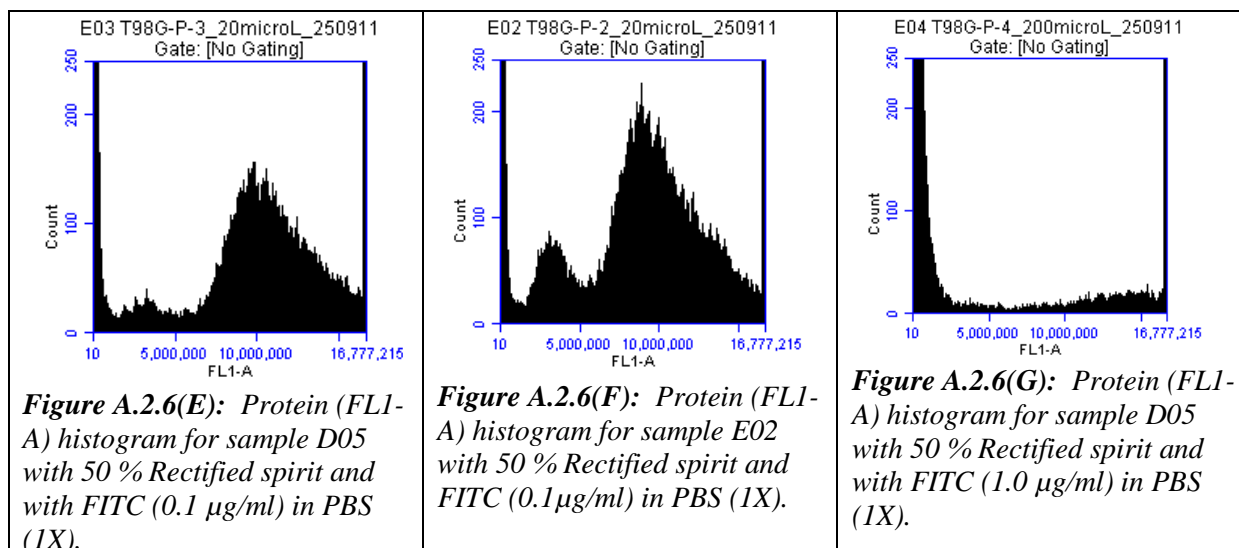 E03 T98G-P-3_20microL_250911
Gate: [No Gating]
250
200
100
0
Count
10
5,000,000
10,000,000
16,777,215
FL1-A
Figure A.2.6(E): Protein (FL1-
A) histogram for sample D05
with 50 % Rectified spirit and
with FITC (0.1 µg/ml) in PBS
(1X).
E02 T98G-P-2_20microL_250911
Gate: [No Gating]
250
200
100
0
Count
10
5,000,000
10,000,000
16,777,215
FL1-A
Figure A.2.6(F): Protein (FL1-
A) histogram for sample E02
with 50 % Rectified spirit and
FITC (0.1µg/ml) in PBS (1X).
E04 T98G-P-4_200microL_250911
Gate: [No Gating]
250
200
100
0
Count
10
5,000,000
10,000,000
16,777,215
FL1-A
Figure A.2.6(G): Protein (FL1-
A) histogram for sample D05
with 50 % Rectified spirit and
with FITC (1.0 µg/ml) in PBS
(1X).